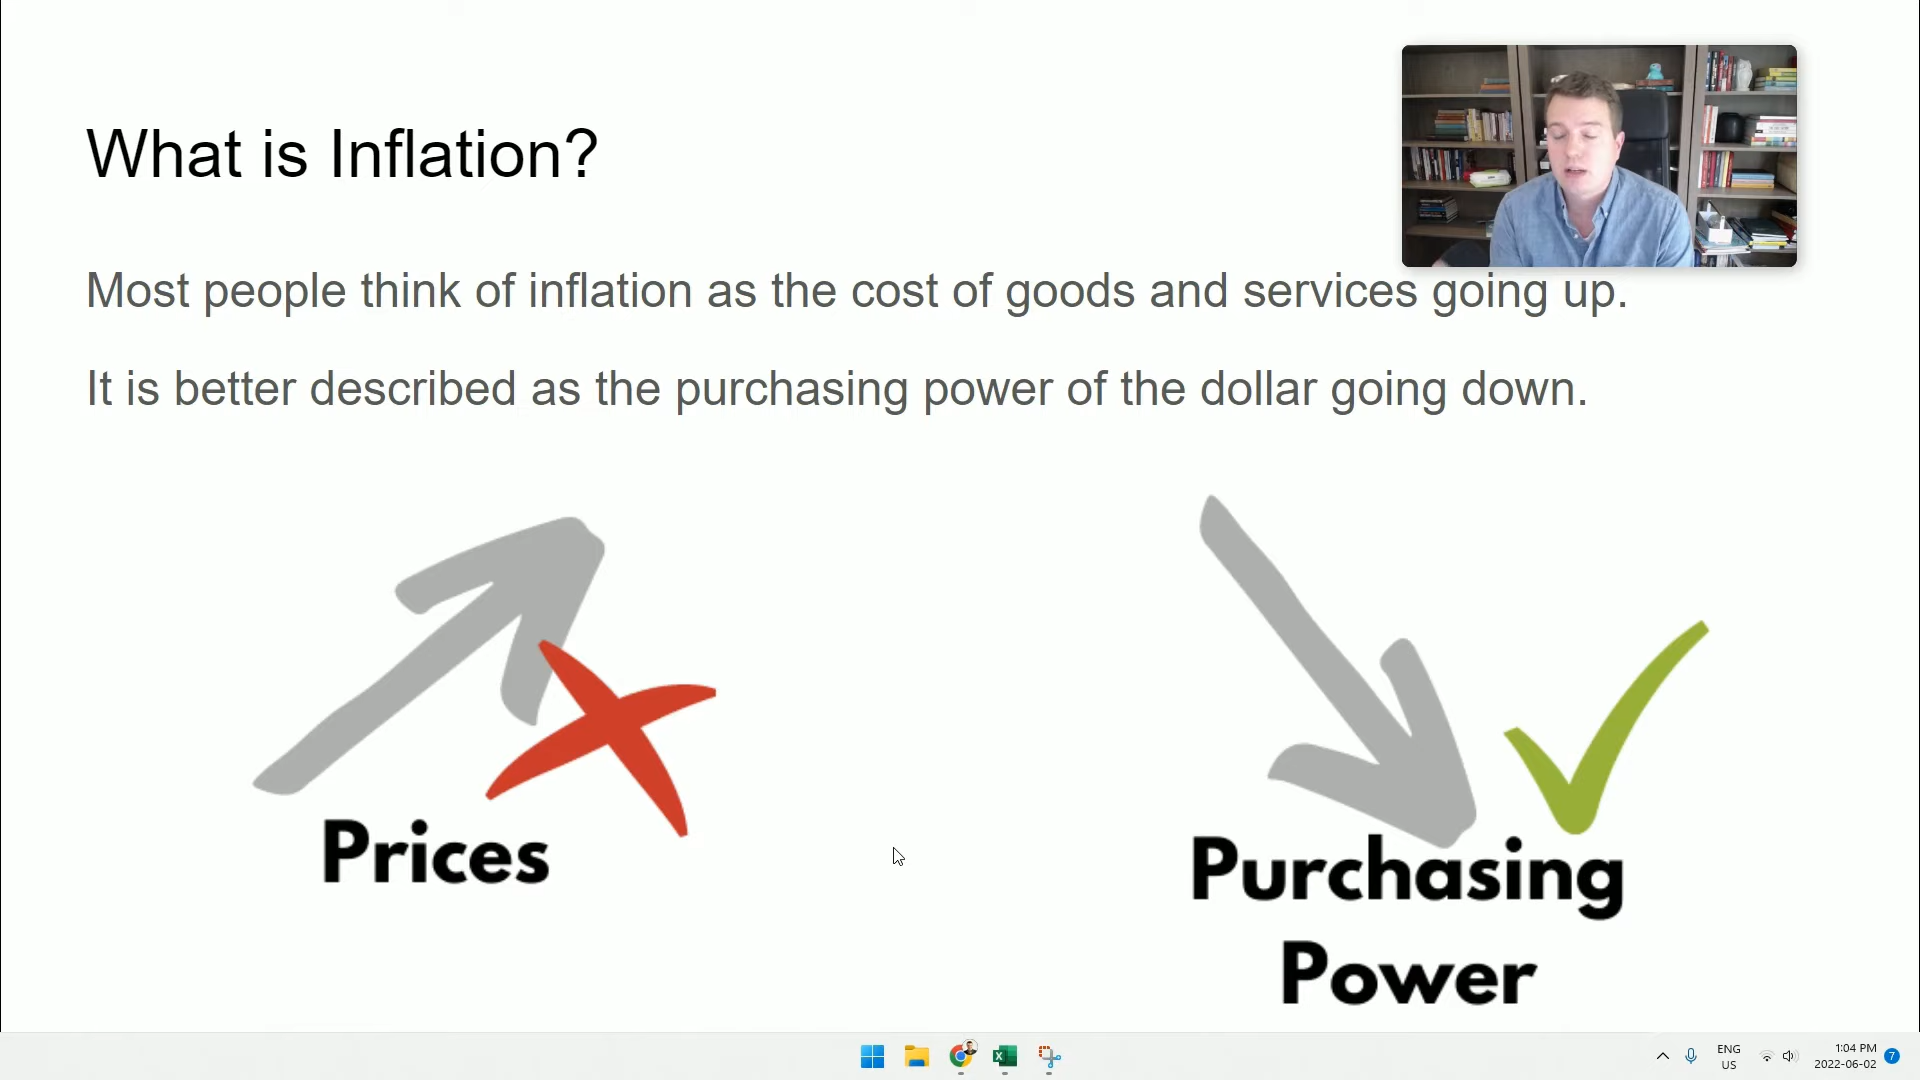 What is Inflation?
Most people think of inflation as the cost of goods and services going up.
It is better described as the purchasing power of the dollar going down.
Prices
Purchasing
Power
ENG
US
1:04 PM
2022-06-02
7